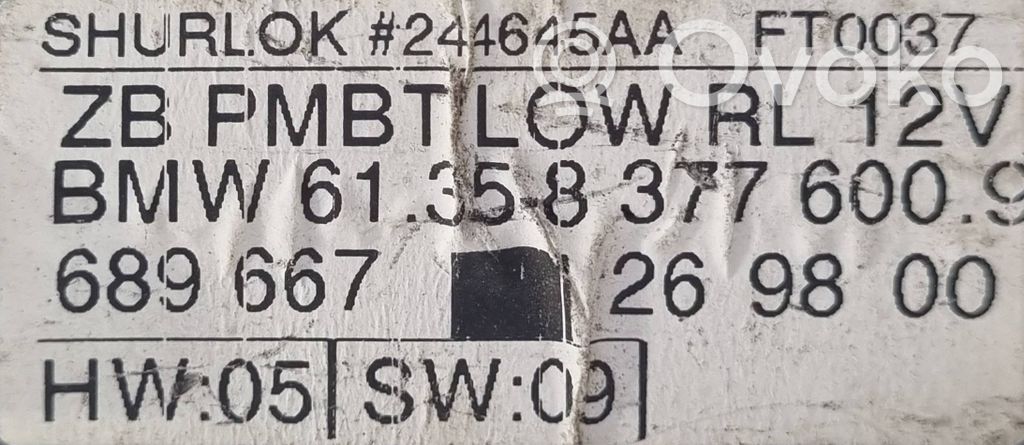 SHURLOK #244645AA FT0037
Ovoko
ZB PMBT LOW RL 12V
BMW 61.35-8 377 600.9
689 667 26 98 00
HW:05 SW:09